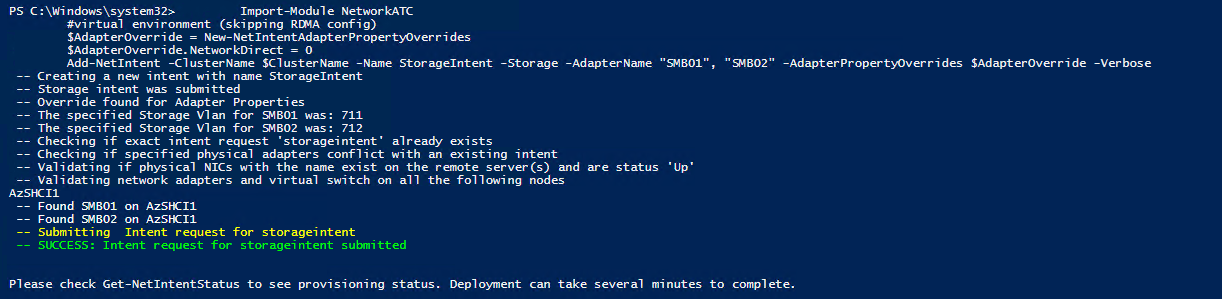 PS C:\Windows\system32>         Import-Module NetworkATC
        #virtual environment (skipping RDMA config)
        $AdapterOverride = New-NetIntentAdapterPropertyOverrides
        $AdapterOverride.NetworkDirect = 0
        Add-NetIntent -ClusterName $ClusterName -Name StorageIntent -Storage -AdapterName "SMB01", "SMB02" -AdapterPropertyOverrides $AdapterOverride -Verbose
 -- Creating a new intent with name StorageIntent
 -- Storage intent was submitted
 -- Override found for Adapter Properties
 -- The specified Storage Vlan for SMB01 was: 711
 -- The specified Storage Vlan for SMB02 was: 712
 -- Checking if exact intent request 'storageintent' already exists
 -- Checking if specified physical adapters conflict with an existing intent
 -- Validating if physical NICs with the name exist on the remote server(s) and are status 'Up'
 -- Validating network adapters and virtual switch on all the following nodes
AzSHCI1
 -- Found SMB01 on AzSHCI1
 -- Found SMB02 on AzSHCI1
 -- Submitting  Intent request for storageintent
 -- SUCCESS: Intent request for storageintent submitted
Please check Get-NetIntentStatus to see provisioning status. Deployment can take several minutes to complete.